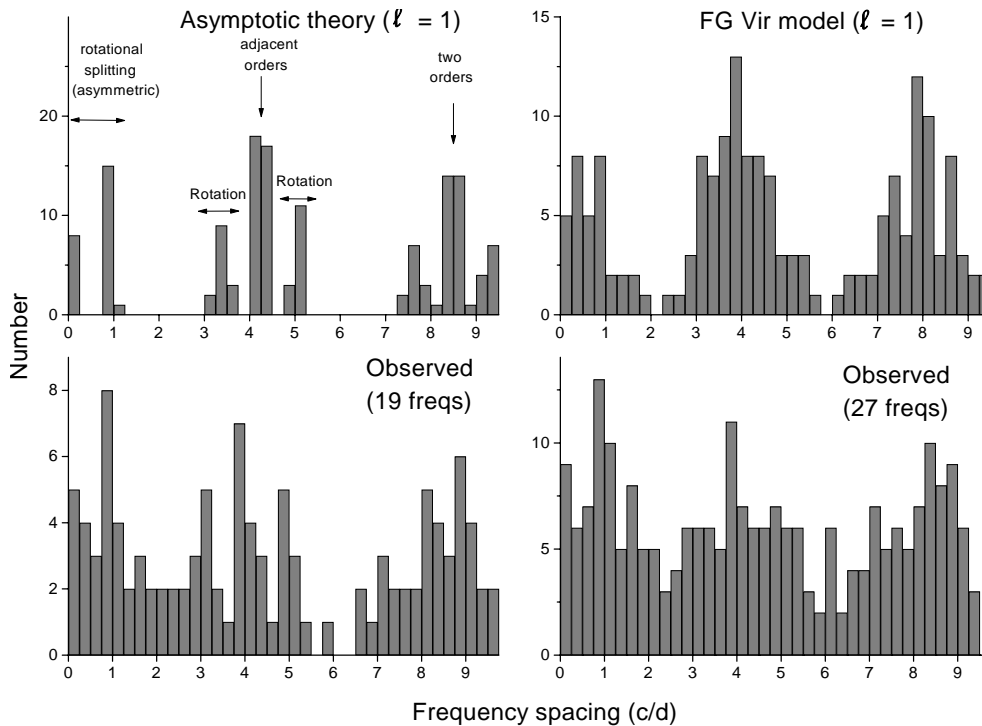 Asymptotic theory (ℓ = 1)
rotational
splitting
(asymmetric)
adjacent
orders
two
orders
Rotation
Rotation
20
10
0
0 1 2 3 4 5 6 7 8 9
FG Vir model (ℓ = 1)
15
10
5
0
0 1 2 3 4 5 6 7 8 9
Number
Observed
(19 freqs)
8
6
4
2
0
0 1 2 3 4 5 6 7 8 9
Observed
(27 freqs)
10
5
0
0 1 2 3 4 5 6 7 8 9
Frequency spacing (c/d)